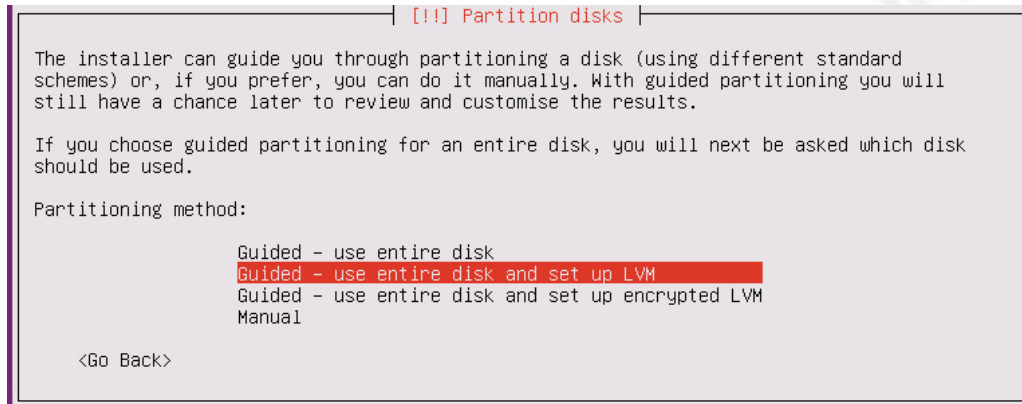 [!!] Partition disks
The installer can guide you through partitioning a disk (using different standard
schemes) or, if you prefer, you can do it manually. With guided partitioning you will
still have a chance later to review and customise the results.
If you choose guided partitioning for an entire disk, you will next be asked which disk
should be used.
Partitioning method:
Guided - use entire disk
Guided - use entire disk and set up LVM
Guided - use entire disk and set up encrypted LVM
Manual
<Go Back>